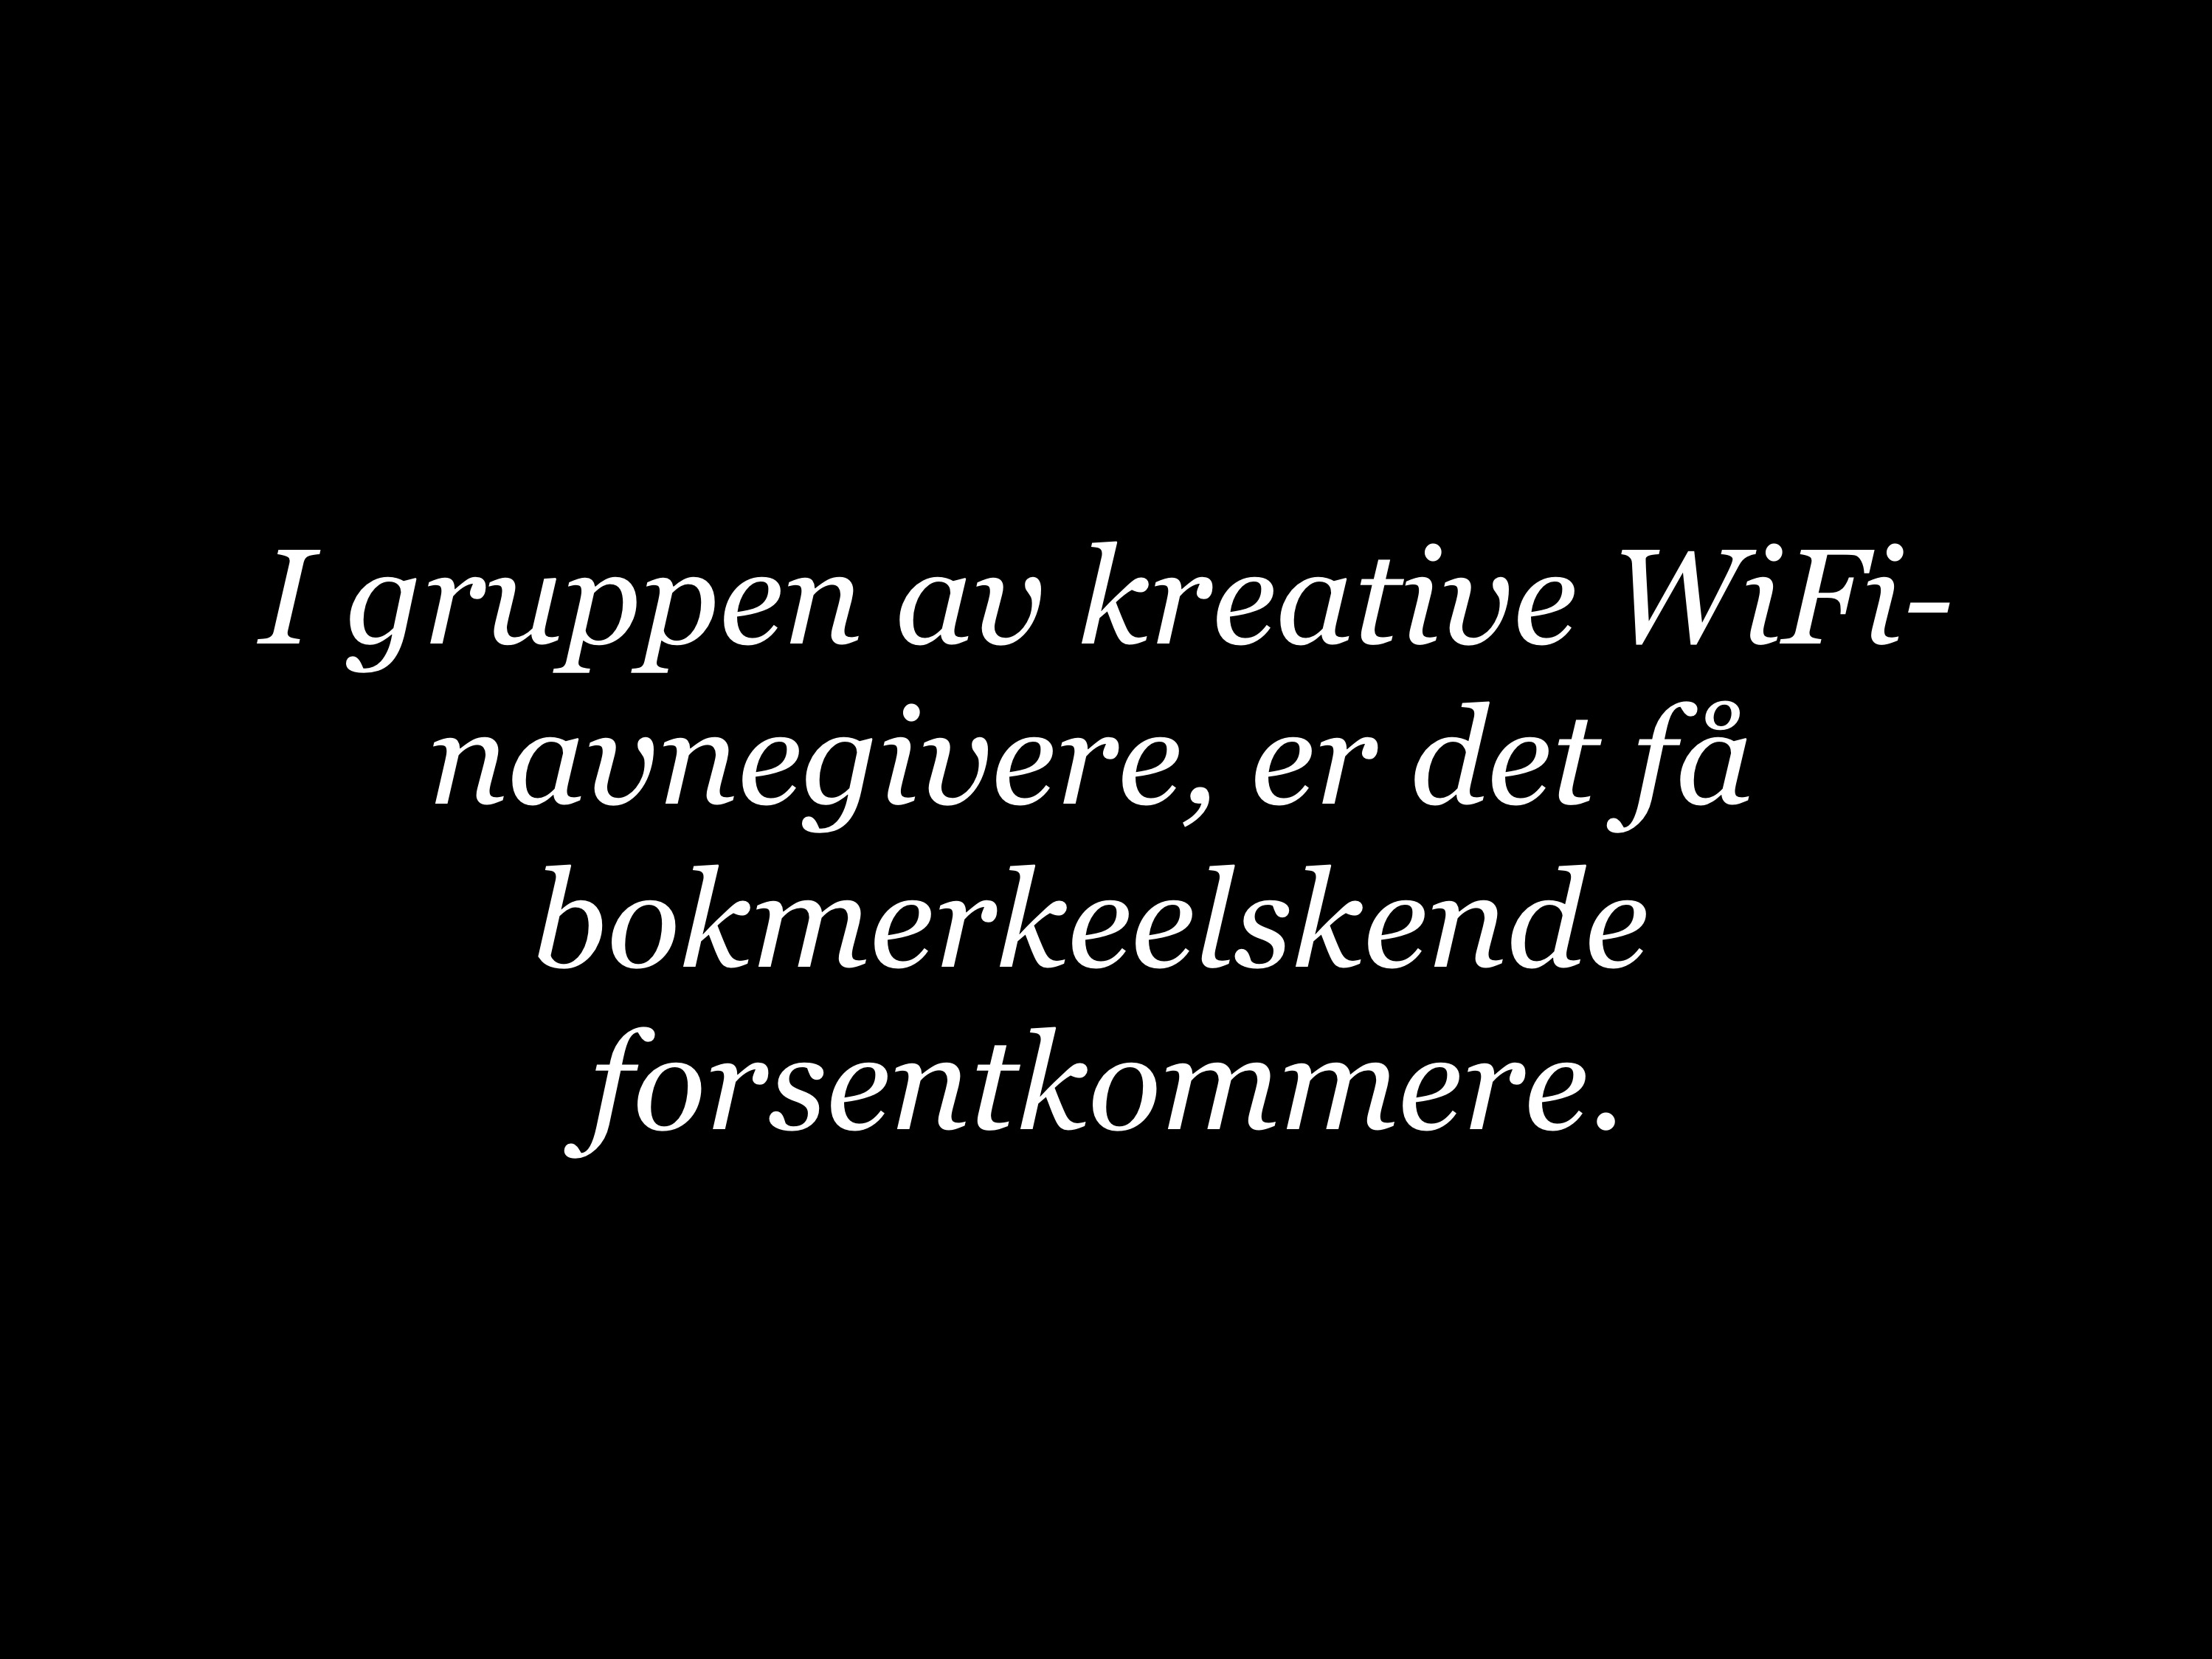 I gruppen av kreative WiFi-
navnegivere, er det få
bokmerkeelskende
forsentkommere.